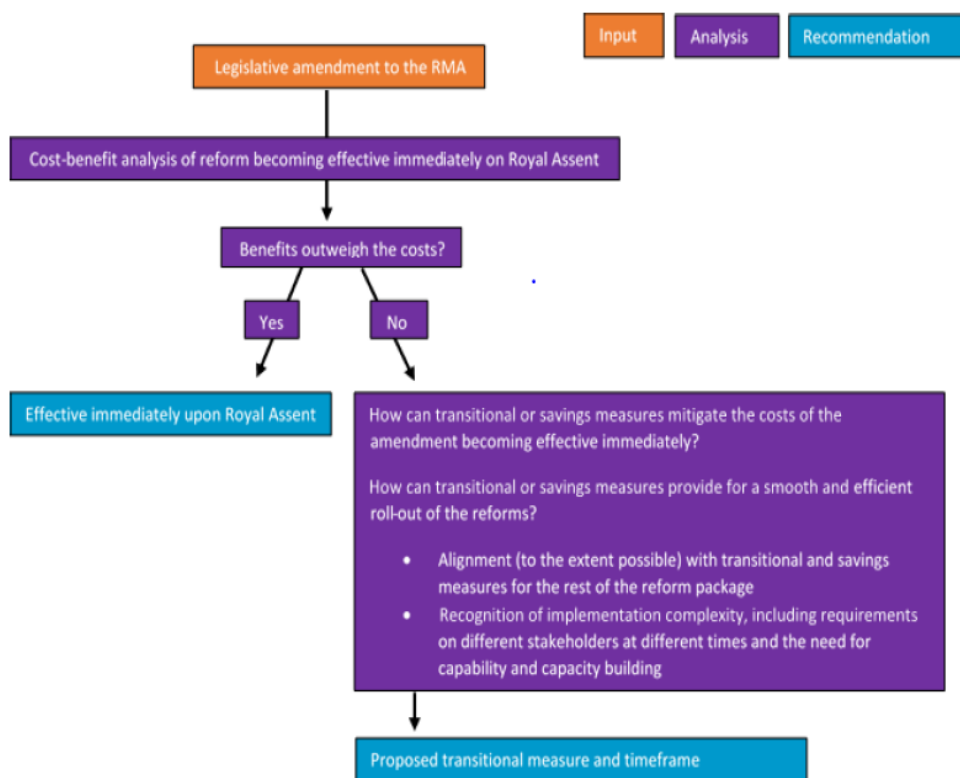 Input
Analysis
Recommendation
Legislative amendment to the RMA
Cost-benefit analysis of reform becoming effective immediately on Royal Assent
Benefits outweigh the costs?
Yes
No
Effective immediately upon Royal Assent
How can transitional or savings measures mitigate the costs of the
amendment becoming effective immediately?
How can transitional or savings measures provide for a smooth and efficient
roll-out of the reforms?
• Alignment (to the extent possible) with transitional and savings
measures for the rest of the reform package
• Recognition of implementation complexity, including requirements
on different stakeholders at different times and the need for
capability and capacity building
Proposed transitional measure and timeframe